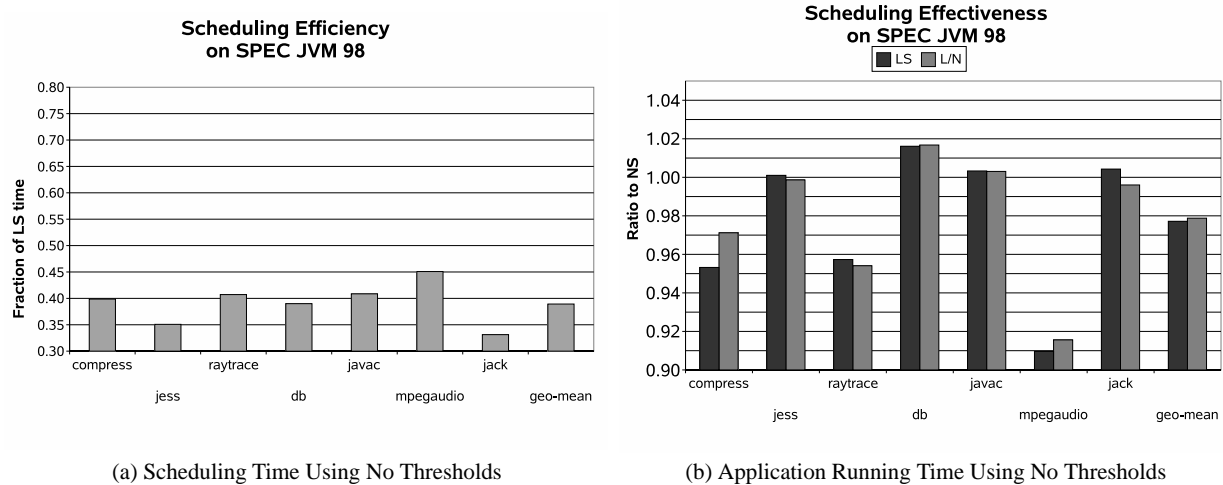 Scheduling Efficiency
on SPEC JVM 98
Fraction of LS time
0.80
0.75
0.70
0.65
0.60
0.55
0.50
0.45
0.40
0.35
0.30
compress
jess
raytrace
db
javac
mpegaudio
jack
geo-mean
(a) Scheduling Time Using No Thresholds
Scheduling Effectiveness
on SPEC JVM 98
LS L/N
Ratio to NS
1.04
1.02
1.00
0.98
0.96
0.94
0.92
0.90
compress
jess
raytrace
db
javac
mpegaudio
jack
geo-mean
(b) Application Running Time Using No Thresholds